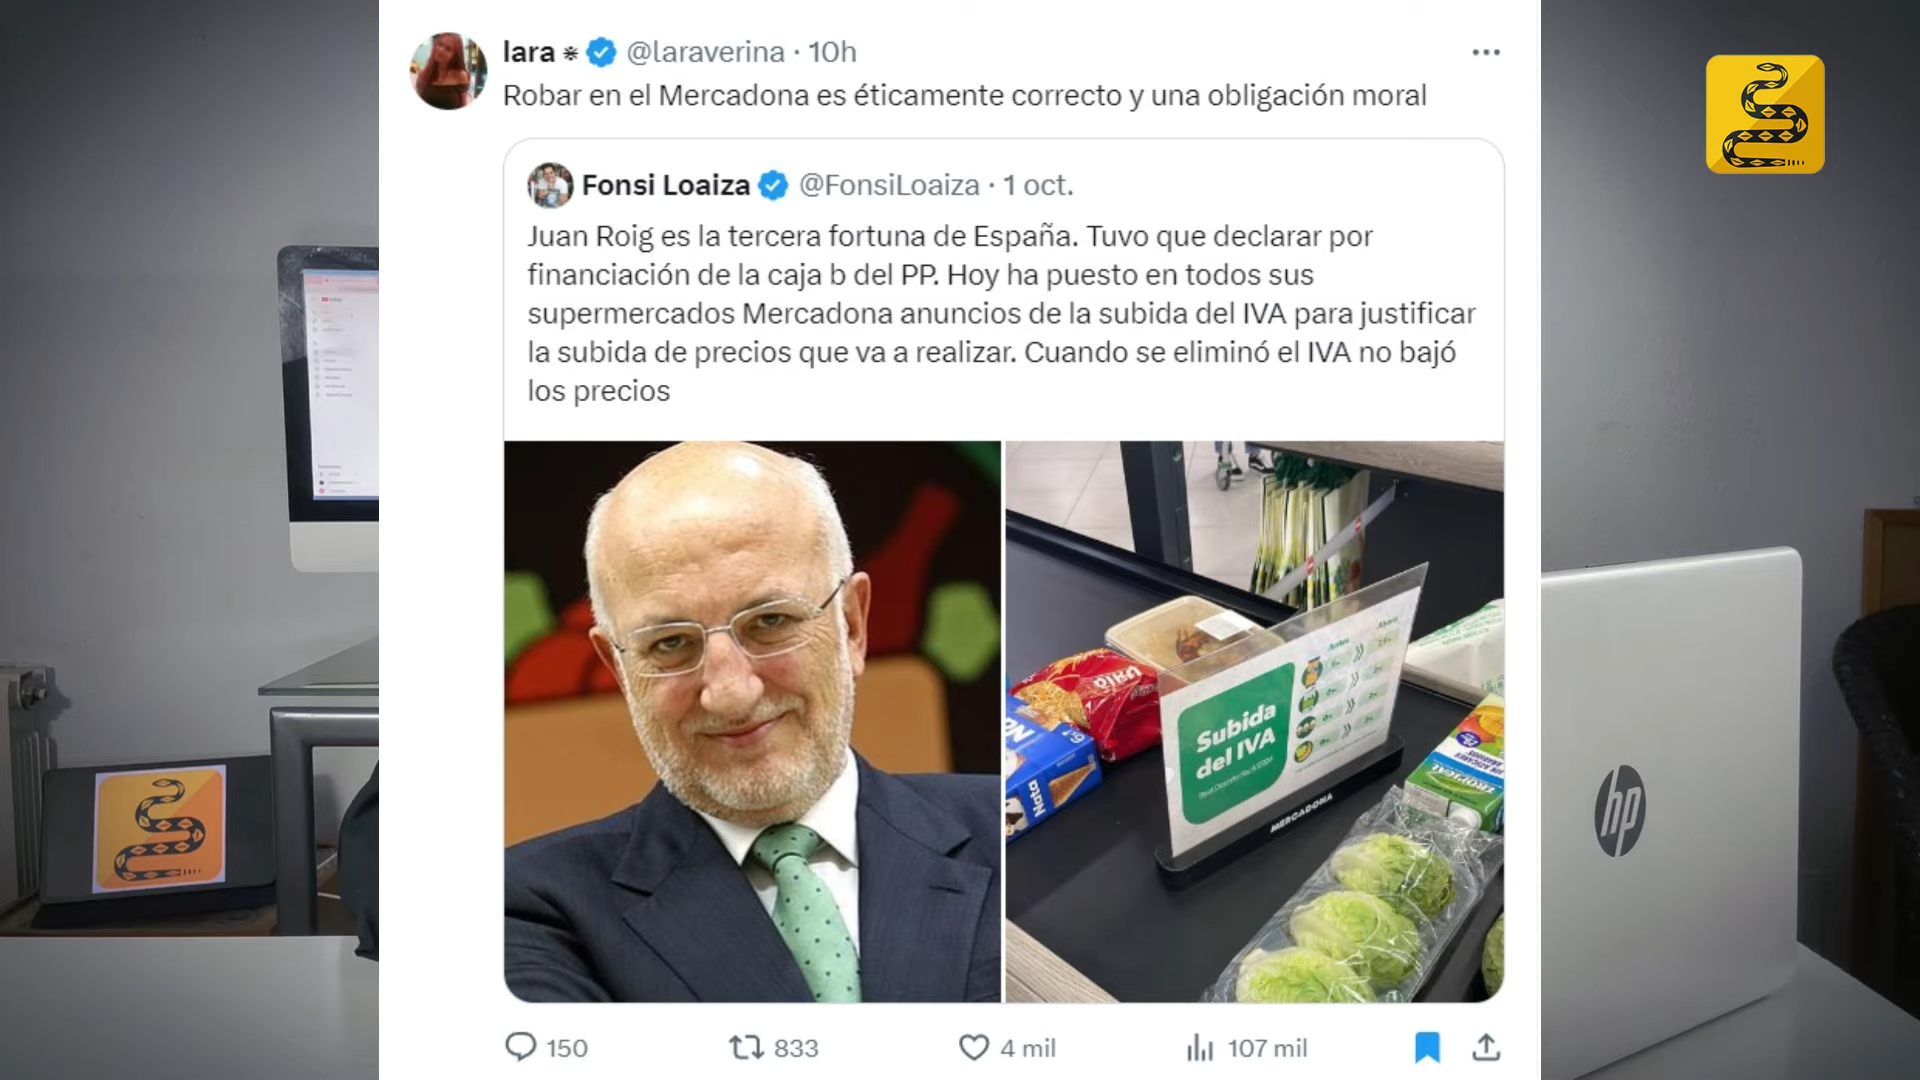 lara ⁕ @laraverina · 10h
Robar en el Mercadona es éticamente correcto y una obligación moral
Fonsi Loaiza @FonsiLoaiza · 1 oct.
Juan Roig es la tercera fortuna de España. Tuvo que declarar por
financiación de la caja b del PP. Hoy ha puesto en todos sus
supermercados Mercadona anuncios de la subida del IVA para justificar
la subida de precios que va a realizar. Cuando se eliminó el IVA no bajó
los precios
Subida
del IVA
Antes
Ahora
MERCADONA
Nata
TROPICAL
hp
150 833 4 mil 107 mil